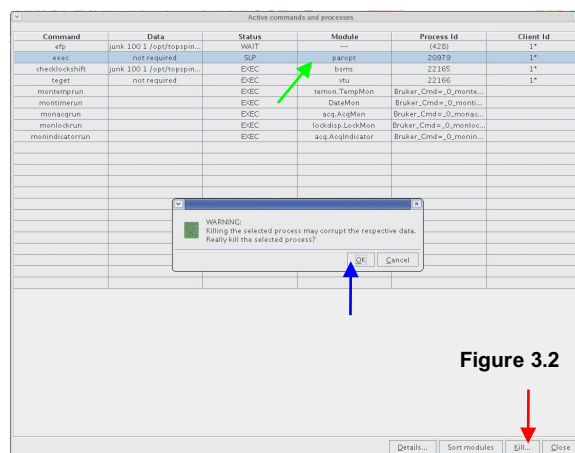 Active commands and processes
Command Data Status Module Process Id Client Id
efp junk 100 1 /opt/topspin... WAIT -- (428) 1*
exec not required SLP paropt 20979 1*
checklockshift junk 100 1 /opt/topspin... EXEC bsms 22165 1*
teget not required EXEC vtu 22166 1*
montemprun EXEC temon.TempMon Bruker_Cmd=_0_monte...
montimerun EXEC DateMon Bruker_Cmd=_0_monti...
monacqrun EXEC acq.AcqMon Bruker_Cmd=_0_monac...
monlockrun EXEC lockdisp.LockMon Bruker_Cmd=_0_monloc...
monindicatorrun EXEC acq.AcqIndicator Bruker_Cmd=_0_monin...
WARNING:
Killing the selected process may corrupt the respective data.
Really kill the selected process?
OK Cancel
Figure 3.2
Details... Sort modules Kill... Close